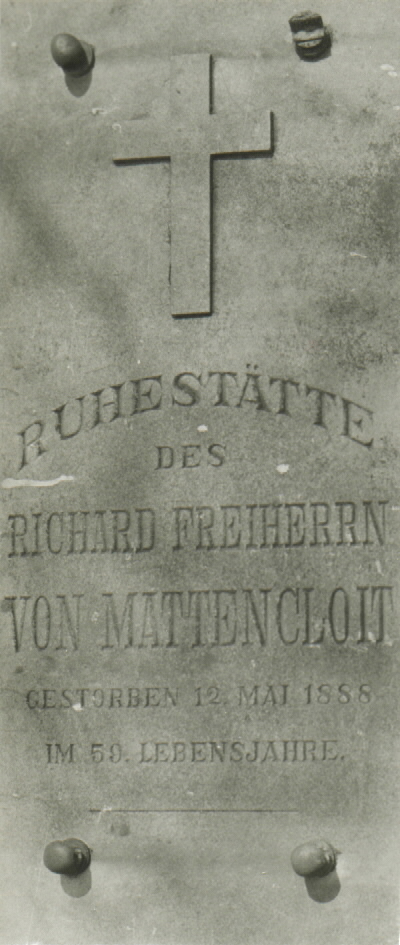 RUHESTÄTTE
DES
RICHARD FREIHERRN
VON MATTENCLOIT
GESTORBEN 12. MAI 1888
IM 59. LEBENSJAHRE.